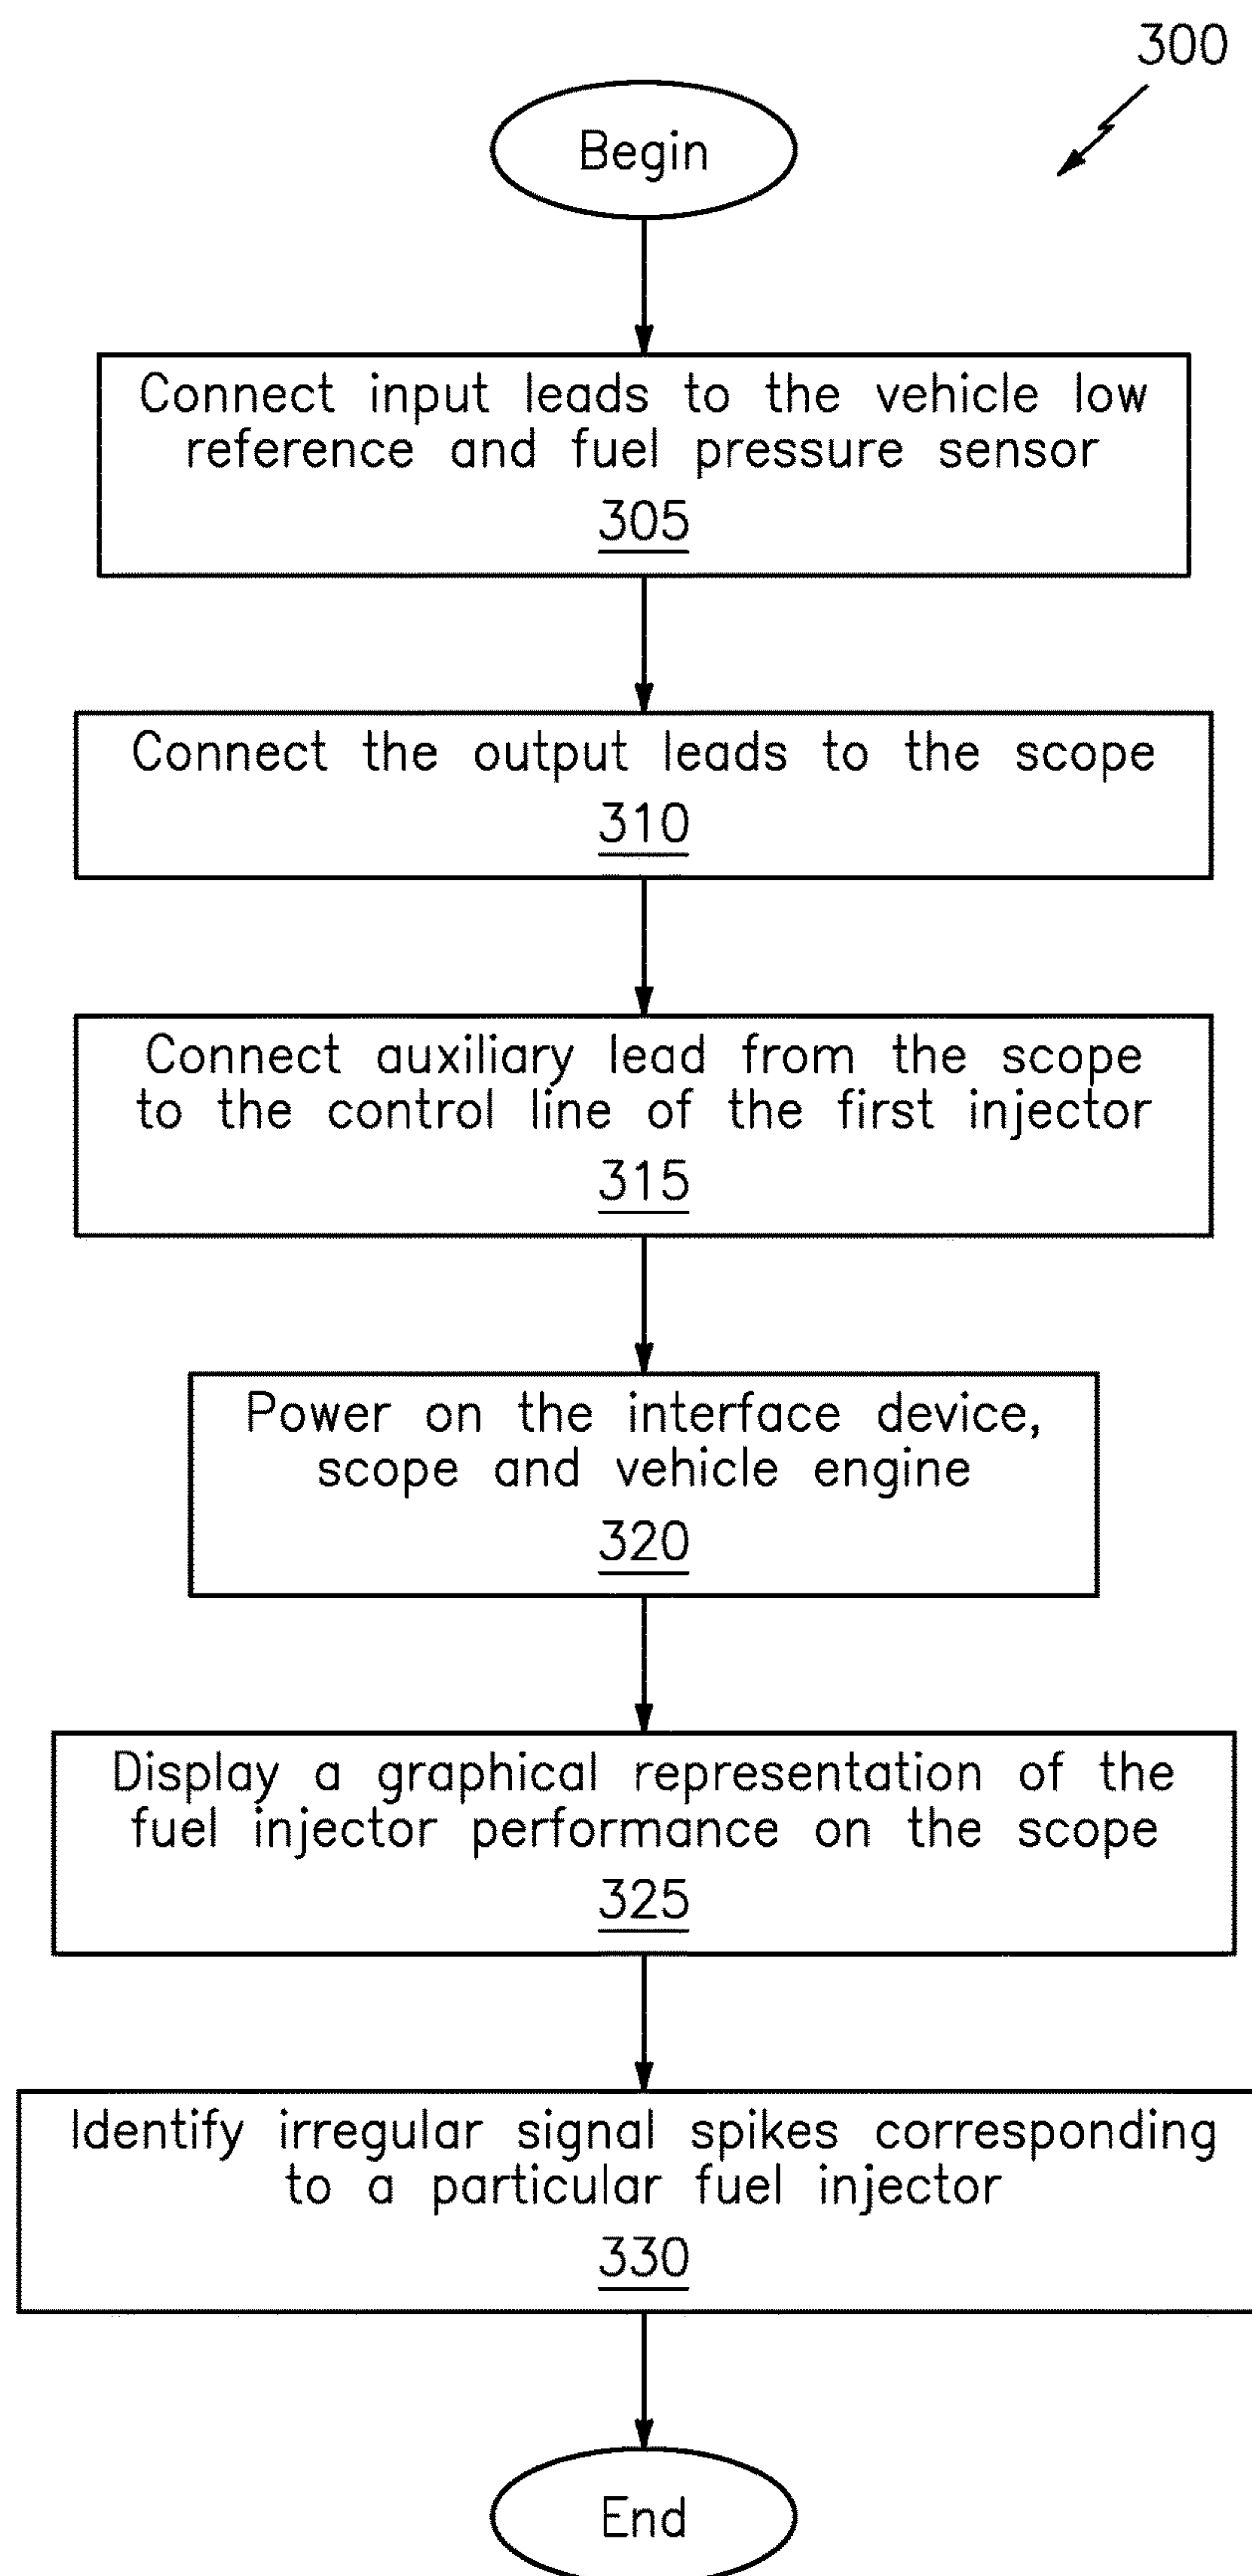 300
Begin
Connect input leads to the vehicle low
reference and fuel pressure sensor
305
Connect the output leads to the scope
310
Connect auxiliary lead from the scope
to the control line of the first injector
315
Power on the interface device,
scope and vehicle engine
320
Display a graphical representation of the
fuel injector performance on the scope
325
Identify irregular signal spikes corresponding
to a particular fuel injector
330
End